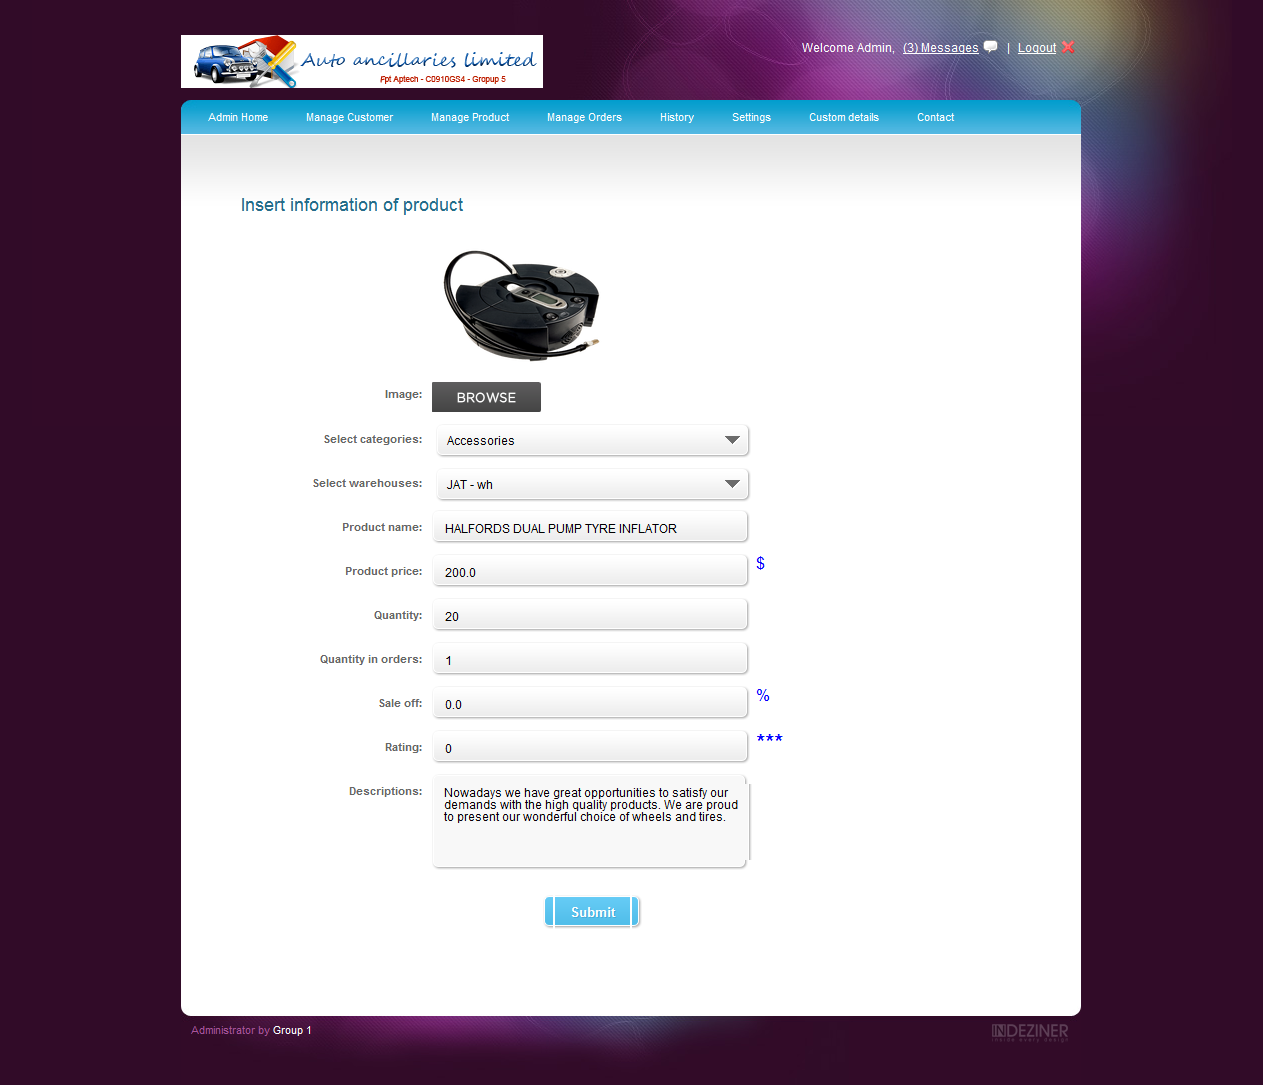 Auto ancillaries limited
Fpt Aptech - C0910GS4 - Gropup 5
Welcome Admin, (3) Messages | Logout
Admin Home Manage Customer Manage Product Manage Orders History Settings Custom details Contact
Insert information of product
Image: BROWSE
Select categories: Accessories
Select warehouses: JAT - wh
Product name: HALFORDS DUAL PUMP TYRE INFLATOR
Product price: 200.0 $
Quantity: 20
Quantity in orders: 1
Sale off: 0.0 %
Rating: 0 ***
Descriptions: Nowadays we have great opportunities to satisfy our
demands with the high quality products. We are proud
to present our wonderful choice of wheels and tires.
Submit
Administrator by Group 1
INDEZINER
inside every design